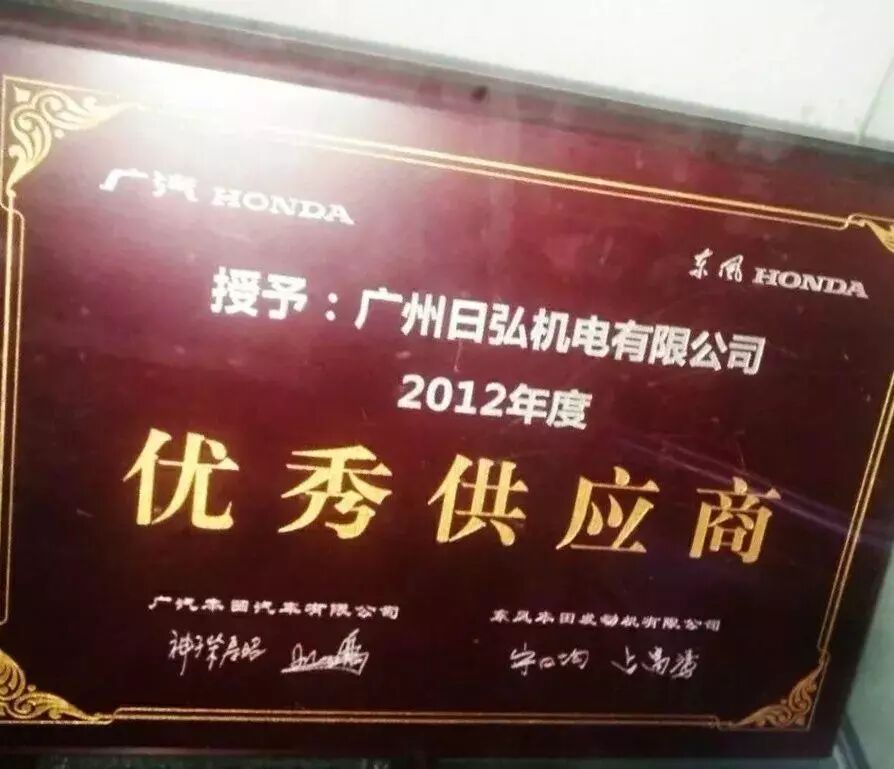 广汽 HONDA
东风 HONDA
授予：广州日弘机电有限公司
2012年度
优秀供应商
广汽本田汽车有限公司
东风本田发动机有限公司